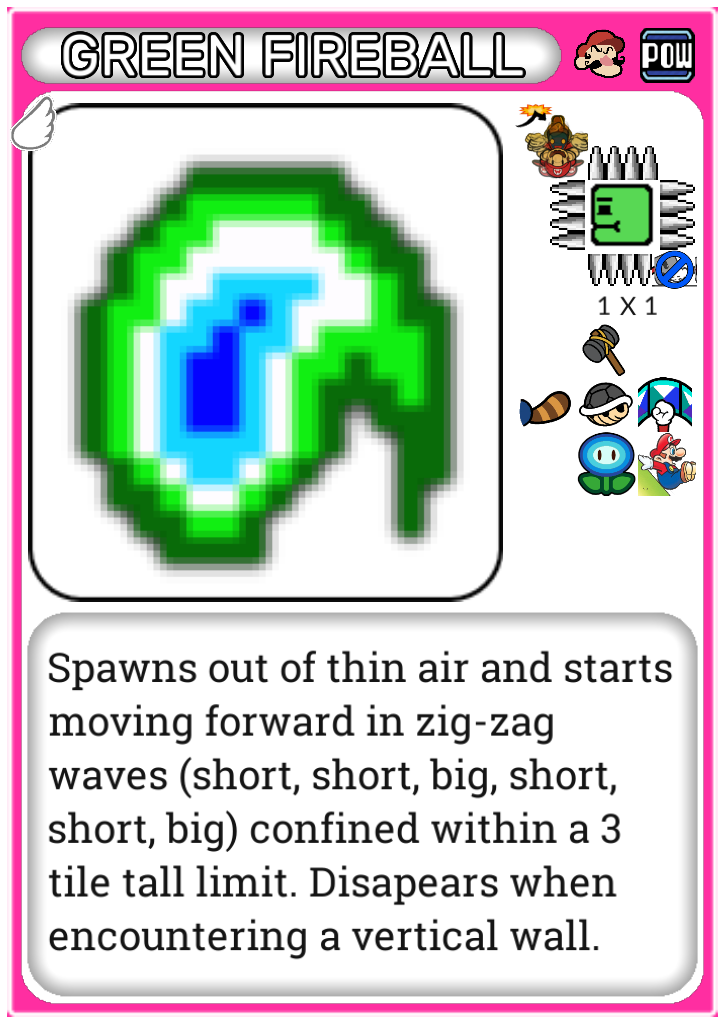 GREEN FIREBALL
POW
1 X 1
Spawns out of thin air and starts
moving forward in zig-zag
waves (short, short, big, short,
short, big) confined within a 3
tile tall limit. Disapears when
encountering a vertical wall.